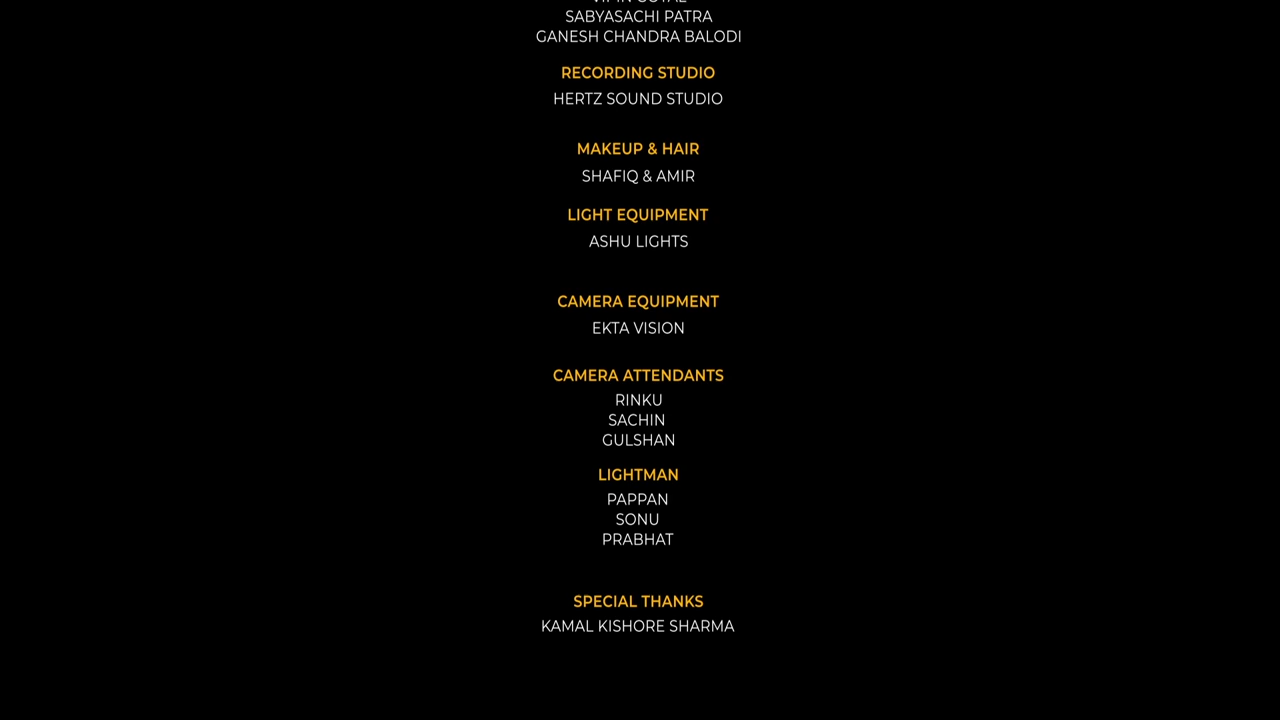 SABYASACHI PATRA
GANESH CHANDRA BALODI
RECORDING STUDIO
HERTZ SOUND STUDIO
MAKEUP & HAIR
SHAFIQ & AMIR
LIGHT EQUIPMENT
ASHU LIGHTS
CAMERA EQUIPMENT
EKTA VISION
CAMERA ATTENDANTS
RINKU
SACHIN
GULSHAN
LIGHTMAN
PAPPAN
SONU
PRABHAT
SPECIAL THANKS
KAMAL KISHORE SHARMA